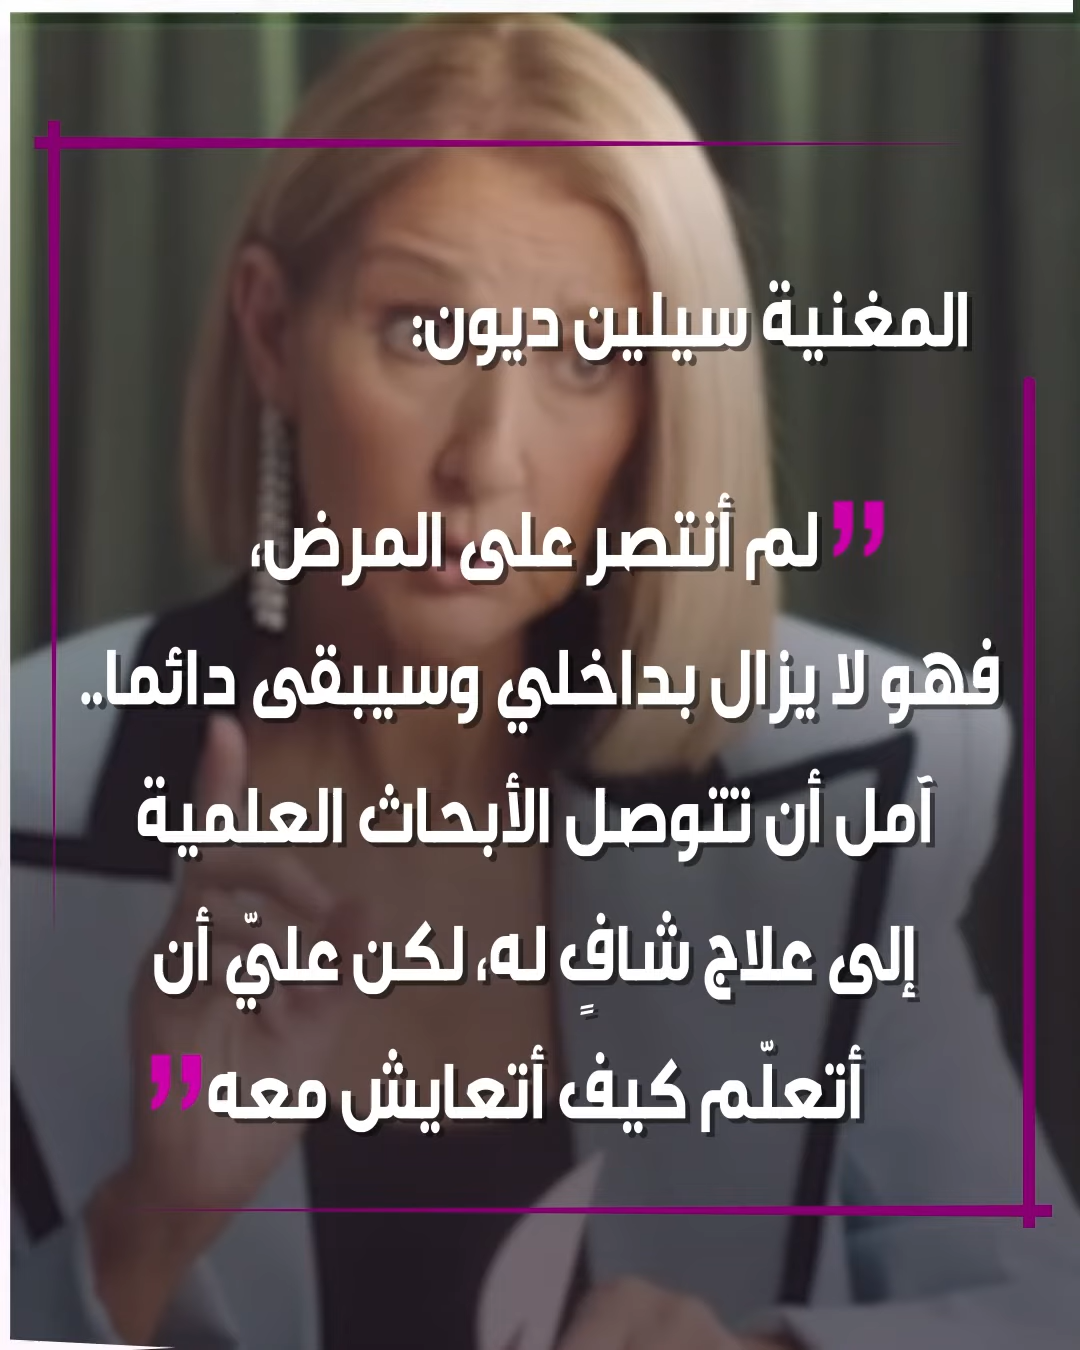 المغنية سيلين ديون:
”لم أنتصر على المرض،
فهو لا يزال بداخلي وسيبقى دائما..
آمل أن تتوصل الأبحاث العلمية
إلى علاج شافٍ له، لكن عليّ أن
أتعلّم كيف أتعايش معه”